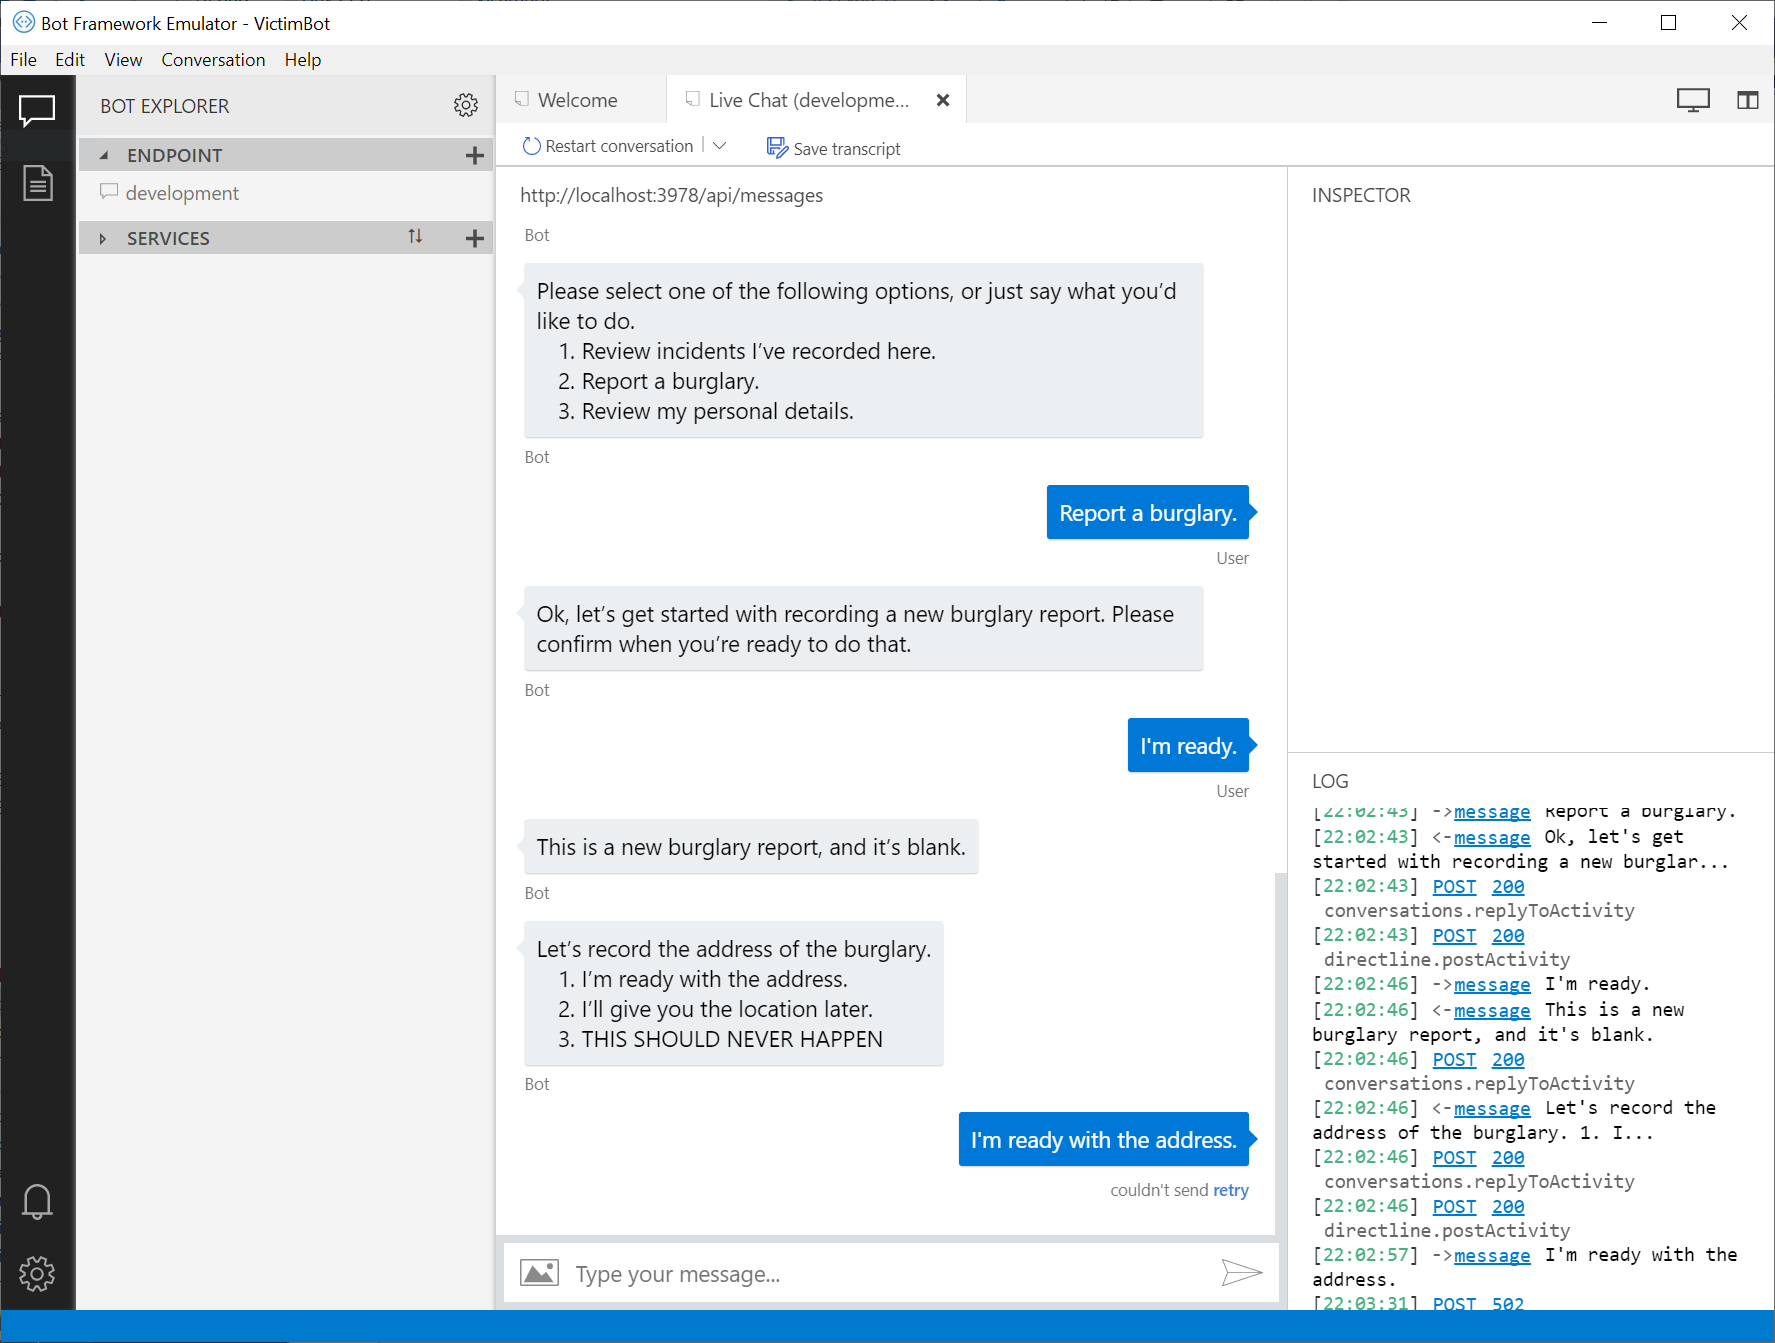 Bot Framework Emulator - VictimBot
File Edit View Conversation Help
BOT EXPLORER
ENDPOINT
development
SERVICES
Welcome
Live Chat (developme...
Restart conversation
Save transcript
http://localhost:3978/api/messages
Bot
Please select one of the following options, or just say what you’d
like to do.
1. Review incidents I’ve recorded here.
2. Report a burglary.
3. Review my personal details.
Bot
Report a burglary.
User
Ok, let’s get started with recording a new burglary report. Please
confirm when you’re ready to do that.
Bot
I'm ready.
User
This is a new burglary report, and it’s blank.
Bot
Let’s record the address of the burglary.
1. I’m ready with the address.
2. I’ll give you the location later.
3. THIS SHOULD NEVER HAPPEN
Bot
I'm ready with the address.
couldn't send retry
Type your message...
INSPECTOR
LOG
[22:02:43] ->message Report a burglary.
[22:02:43] <-message Ok, let's get
started with recording a new burglar...
[22:02:43] POST 200
conversations.replyToActivity
[22:02:43] POST 200
directline.postActivity
[22:02:46] ->message I'm ready.
[22:02:46] <-message This is a new
burglary report, and it's blank.
[22:02:46] POST 200
conversations.replyToActivity
[22:02:46] <-message Let's record the
address of the burglary. 1. I...
[22:02:46] POST 200
conversations.replyToActivity
[22:02:46] POST 200
directline.postActivity
[22:02:57] ->message I'm ready with the
address.
[22:03:31] POST 502